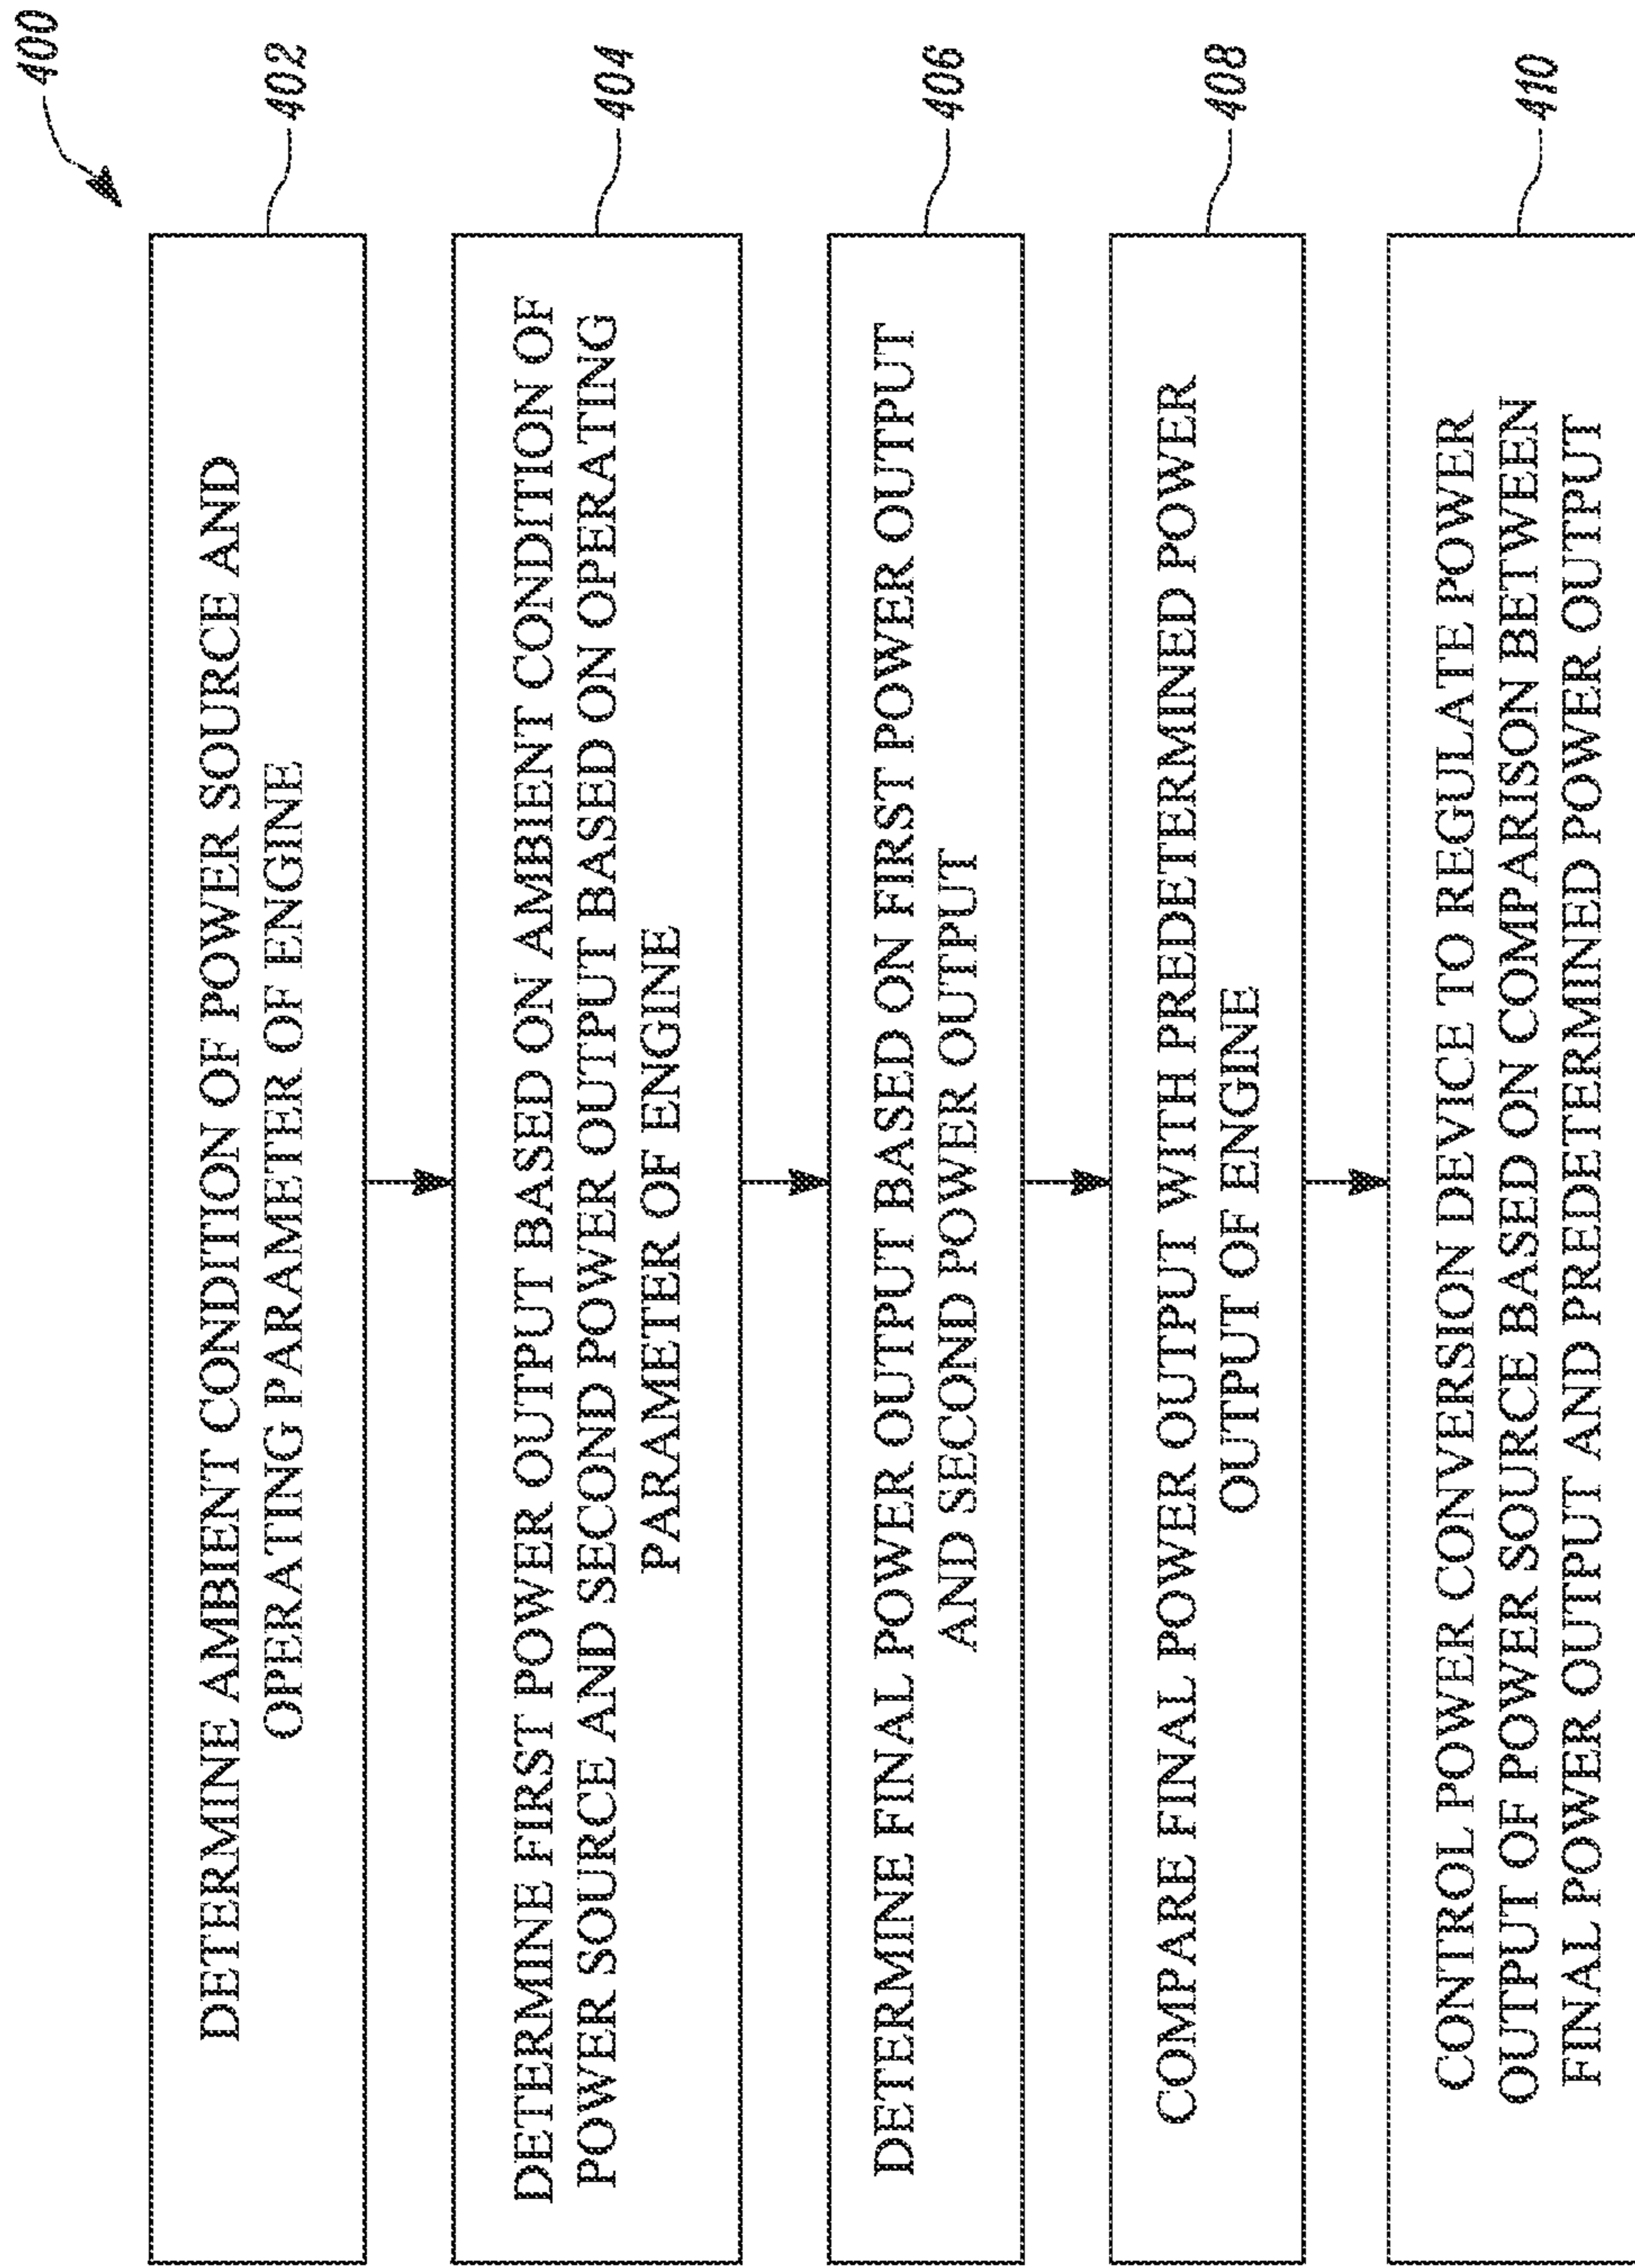 400
DETERMINE AMBIENT CONDITION OF POWER SOURCE AND
OPERATING PARAMETER OF ENGINE
402
DETERMINE FIRST POWER OUTPUT BASED ON AMBIENT CONDITION OF
POWER SOURCE AND SECOND POWER OUTPUT BASED ON OPERATING
PARAMETER OF ENGINE
404
DETERMINE FINAL POWER OUTPUT BASED ON FIRST POWER OUTPUT
AND SECOND POWER OUTPUT
406
COMPARE FINAL POWER OUTPUT WITH PREDETERMINED POWER
OUTPUT OF ENGINE
408
CONTROL POWER CONVERSION DEVICE TO REGULATE POWER
OUTPUT OF POWER SOURCE BASED ON COMPARISON BETWEEN
FINAL POWER OUTPUT AND PREDETERMINED POWER OUTPUT
410